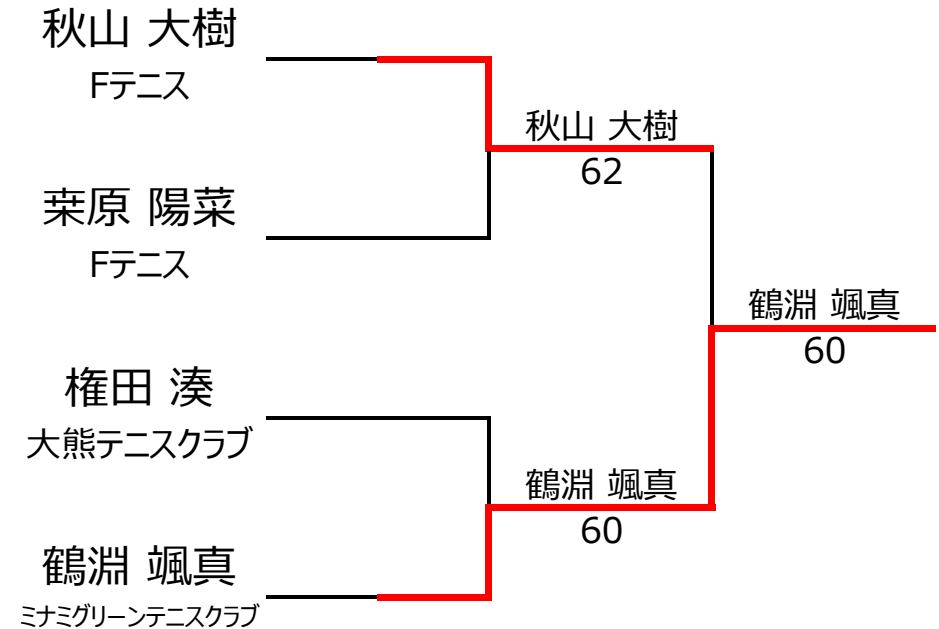 秋山 大樹
Fテニス
秋山 大樹
62
桒原 陽菜
Fテニス
鶴淵 颯真
60
権田 湊
大熊テニスクラブ
鶴淵 颯真
60
鶴淵 颯真
ミナミグリーンテニスクラブ